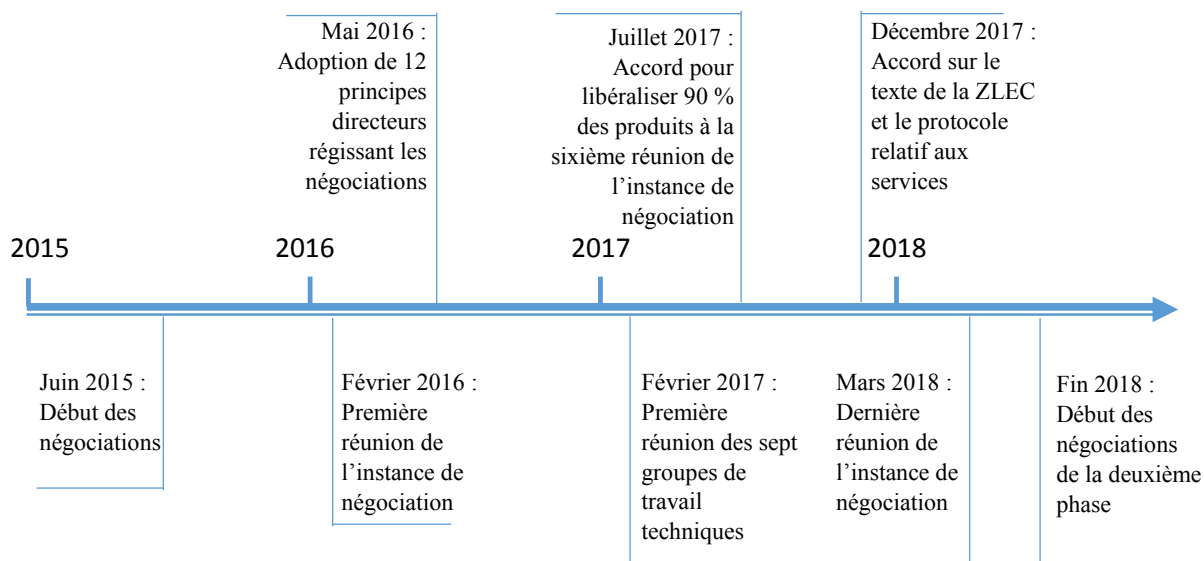 Mai 2016 :
Adoption de 12
principes
directeurs
régissant les
négociations
Juillet 2017 :
Accord pour
libéraliser 90 %
des produits à la
sixième réunion de
l’instance de
négociation
Décembre 2017 :
Accord sur le
texte de la ZLEC
et le protocole
relatif aux
services
2015
2016
2017
2018
Juin 2015 :
Début des
négociations
Février 2016 :
Première
réunion de
l’instance de
négociation
Février 2017 :
Première
réunion des sept
groupes de
travail
techniques
Mars 2018 :
Dernière
réunion de
l’instance de
négociation
Fin 2018 :
Début des
négociations
de la deuxième
phase